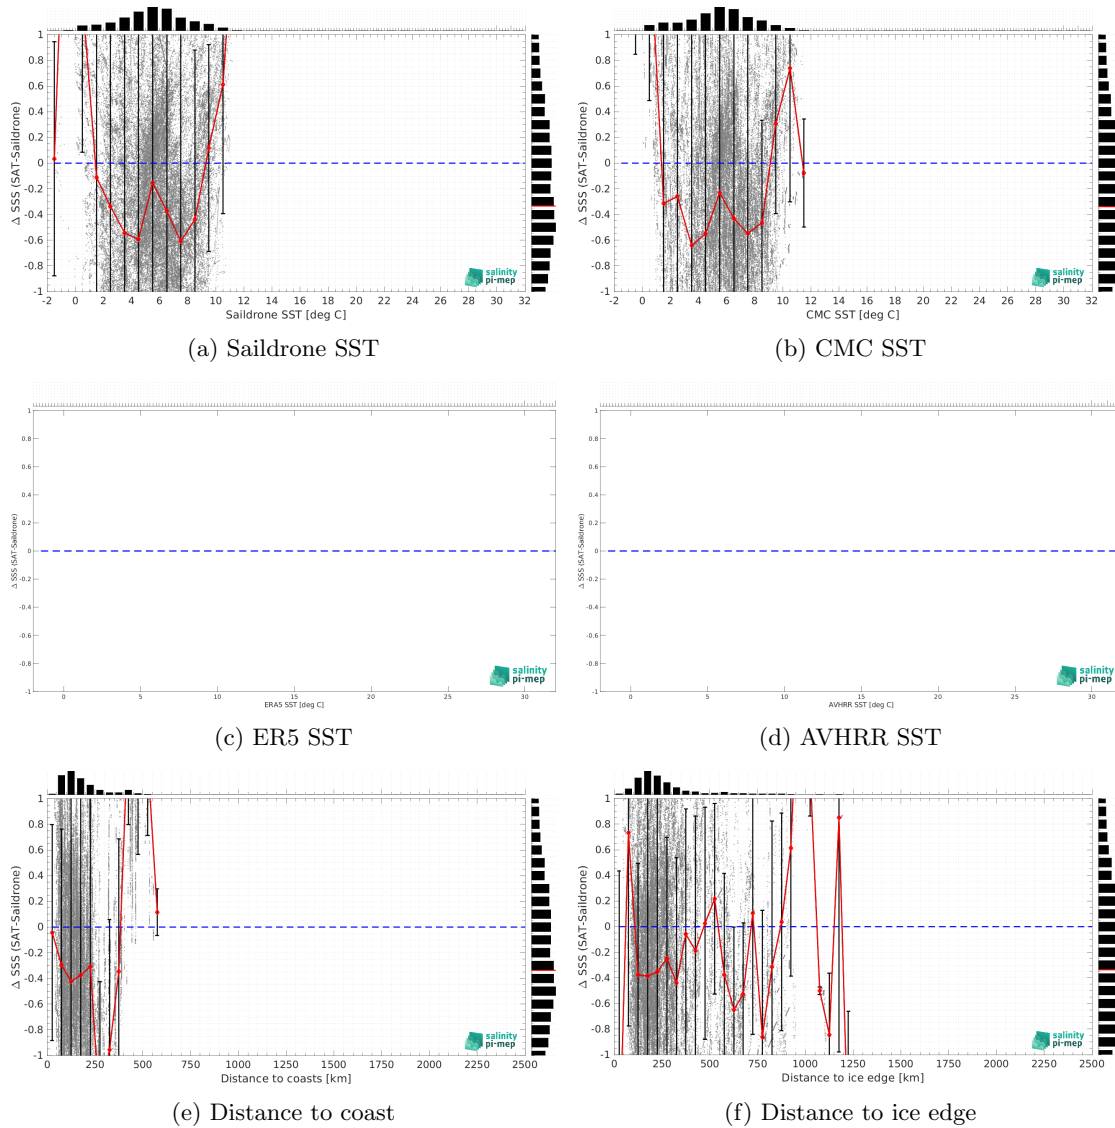 1
0.8
0.6
0.4
0.2
0
-0.2
-0.4
-0.6
-0.8
-1
Δ SSS (SAT-Saildrone)
salinity
pi-mep
-2 0 2 4 6 8 10 12 14 16 18 20 22 24 26 28 30 32
Saildrone SST [deg C]
(a) Saildrone SST
1
0.8
0.6
0.4
0.2
0
-0.2
-0.4
-0.6
-0.8
-1
Δ SSS (SAT-Saildrone)
salinity
pi-mep
-2 0 2 4 6 8 10 12 14 16 18 20 22 24 26 28 30 32
CMC SST [deg C]
(b) CMC SST
1
0.8
0.6
0.4
0.2
0
-0.2
-0.4
-0.6
-0.8
-1
Δ SSS (SAT-Saildrone)
salinity
pi-mep
0 5 10 15 20 25 30
ERA5 SST [deg C]
(c) ER5 SST
1
0.8
0.6
0.4
0.2
0
-0.2
-0.4
-0.6
-0.8
-1
Δ SSS (SAT-Saildrone)
salinity
pi-mep
0 5 10 15 20 25 30
AVHRR SST [deg C]
(d) AVHRR SST
1
0.8
0.6
0.4
0.2
0
-0.2
-0.4
-0.6
-0.8
-1
Δ SSS (SAT-Saildrone)
salinity
pi-mep
0 250 500 750 1000 1250 1500 1750 2000 2250 2500
Distance to coasts [km]
(e) Distance to coast
1
0.8
0.6
0.4
0.2
0
-0.2
-0.4
-0.6
-0.8
-1
Δ SSS (SAT-Saildrone)
salinity
pi-mep
0 250 500 750 1000 1250 1500 1750 2000 2250 2500
Distance to ice edge [km]
(f) Distance to ice edge